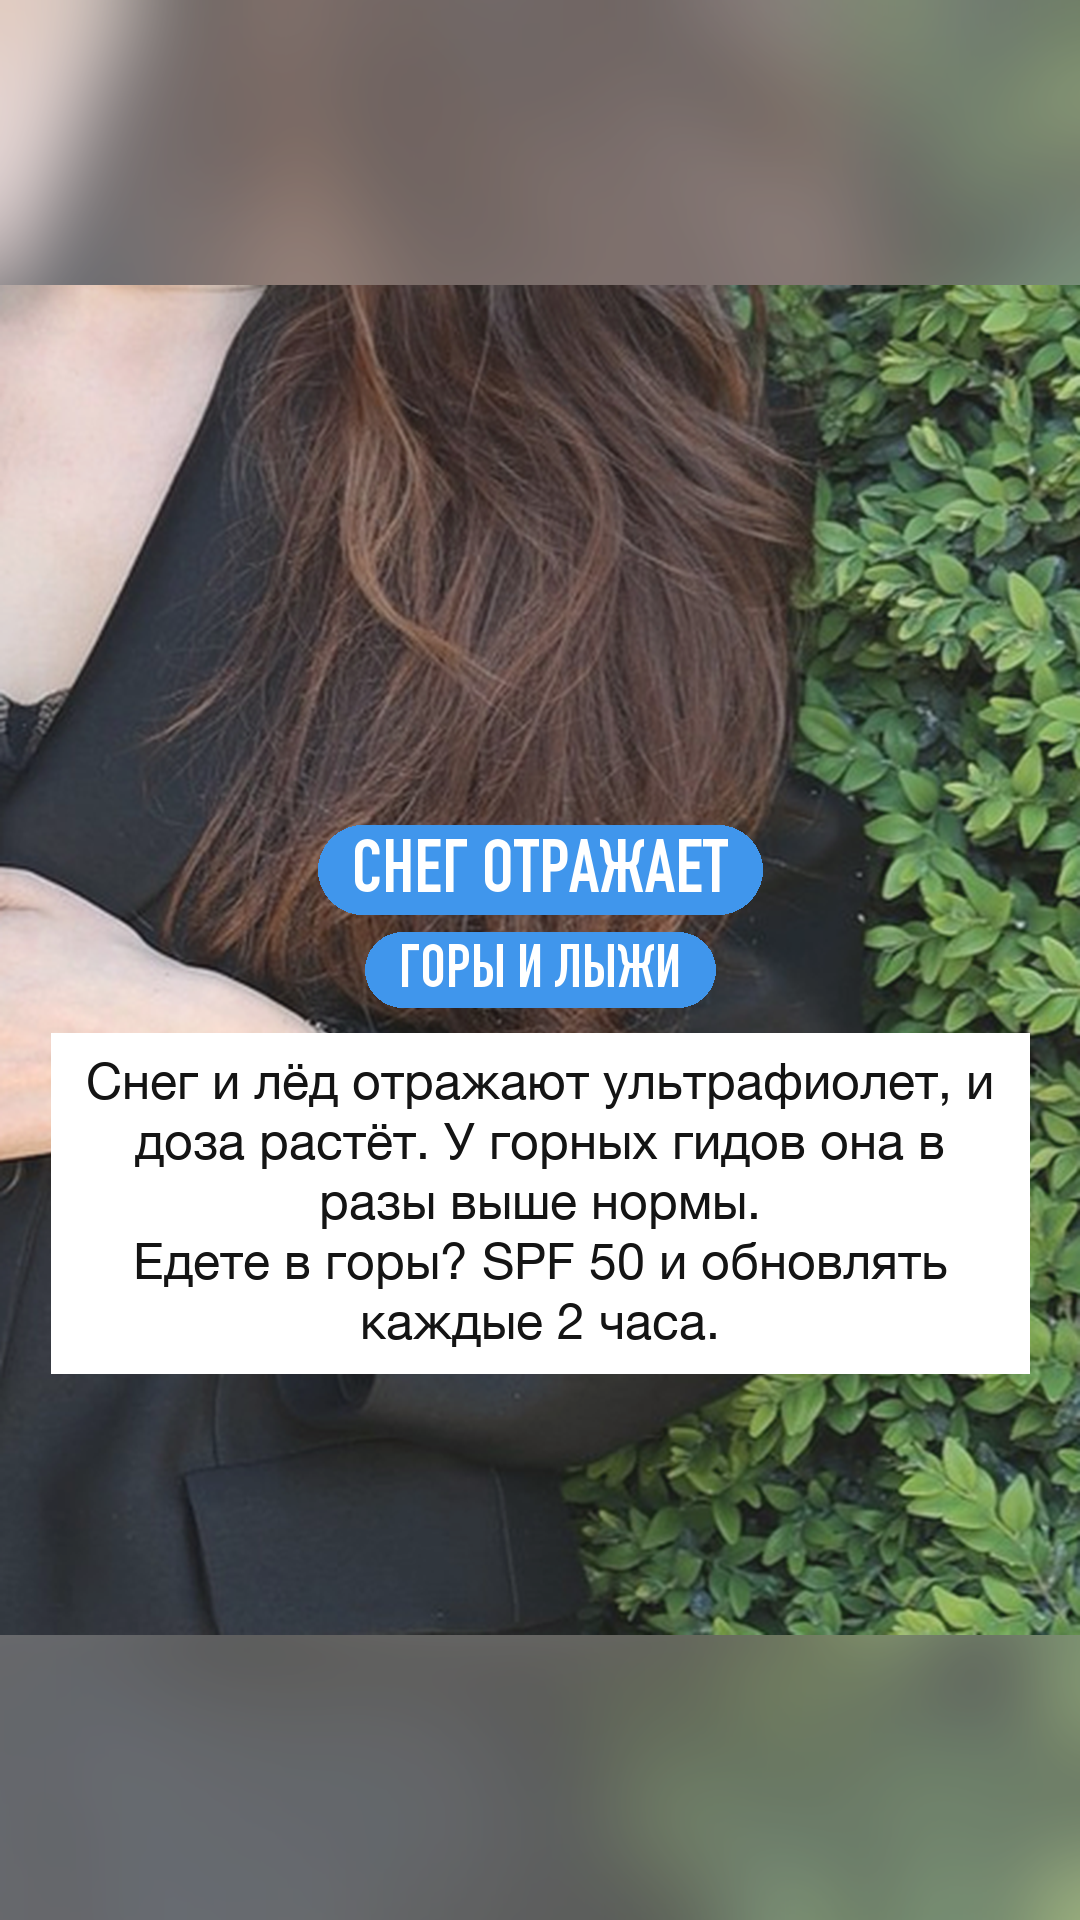 СНЕГ ОТРАЖАЕТ
ГОРЫ И ЛЫЖИ
Снег и лёд отражают ультрафиолет, и
доза растёт. У горных гидов она в
разы выше нормы.
Едете в горы? SPF 50 и обновлять
каждые 2 часа.